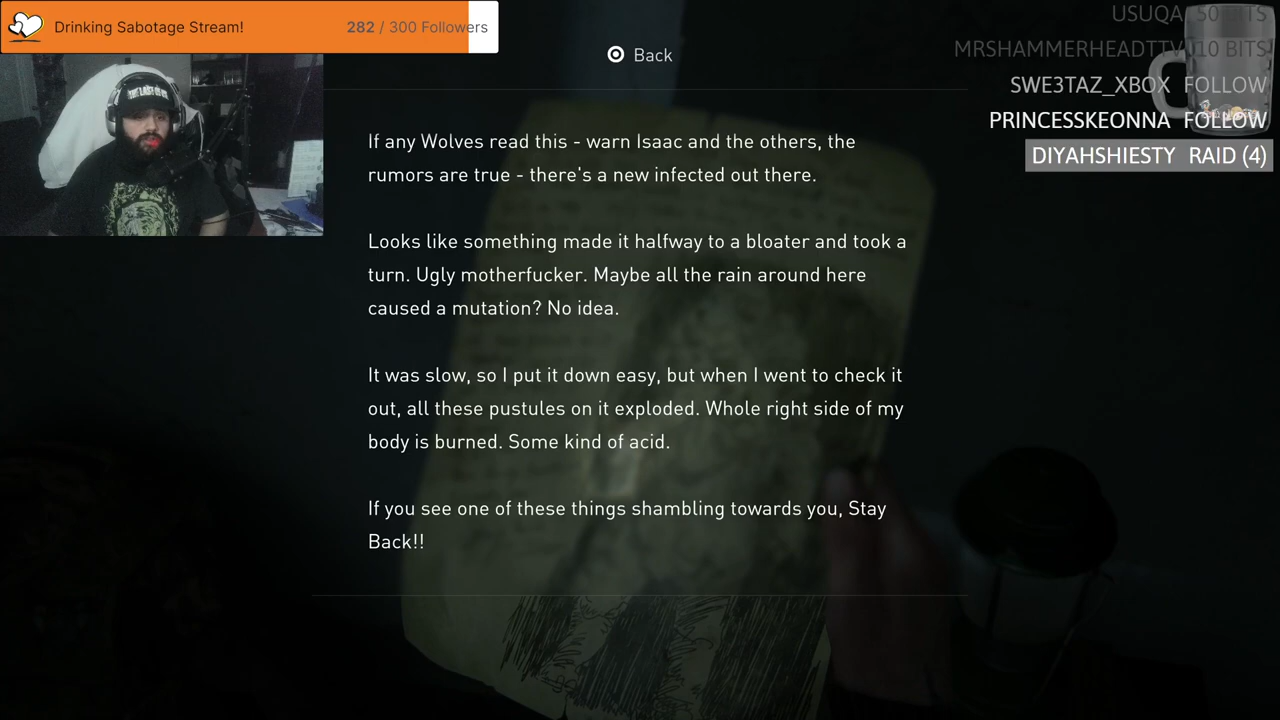 Drinking Sabotage Stream!
282 / 300 Followers
Back
USUQA 50 BITS
MRSHAMMERHEADTTV 10 BITS
SWE3TAZ_XBOX FOLLOW
PRINCESSKEONNA FOLLOW
DIYAHSHIESTY RAID (4)
If any Wolves read this - warn Isaac and the others, the
rumors are true - there's a new infected out there.
Looks like something made it halfway to a bloater and took a
turn. Ugly motherfucker. Maybe all the rain around here
caused a mutation? No idea.
It was slow, so I put it down easy, but when I went to check it
out, all these pustules on it exploded. Whole right side of my
body is burned. Some kind of acid.
If you see one of these things shambling towards you, Stay
Back!!